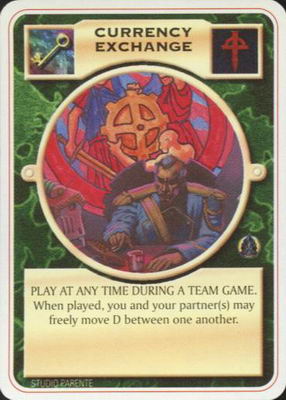 CURRENCY
EXCHANGE
PLAY AT ANY TIME DURING A TEAM GAME.
When played, you and your partner(s) may
freely move D between one another.
STUDIO PARENTE